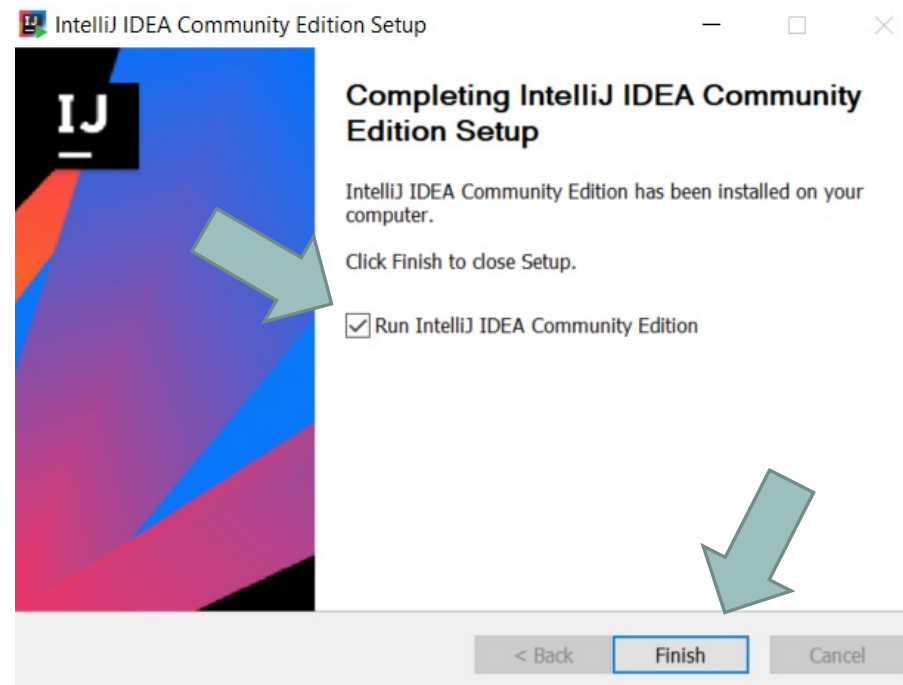 IntelliJ IDEA Community Edition Setup
IJ
Completing IntelliJ IDEA Community
Edition Setup
IntelliJ IDEA Community Edition has been installed on your
computer.
Click Finish to close Setup.
Run IntelliJ IDEA Community Edition
< Back Finish Cancel